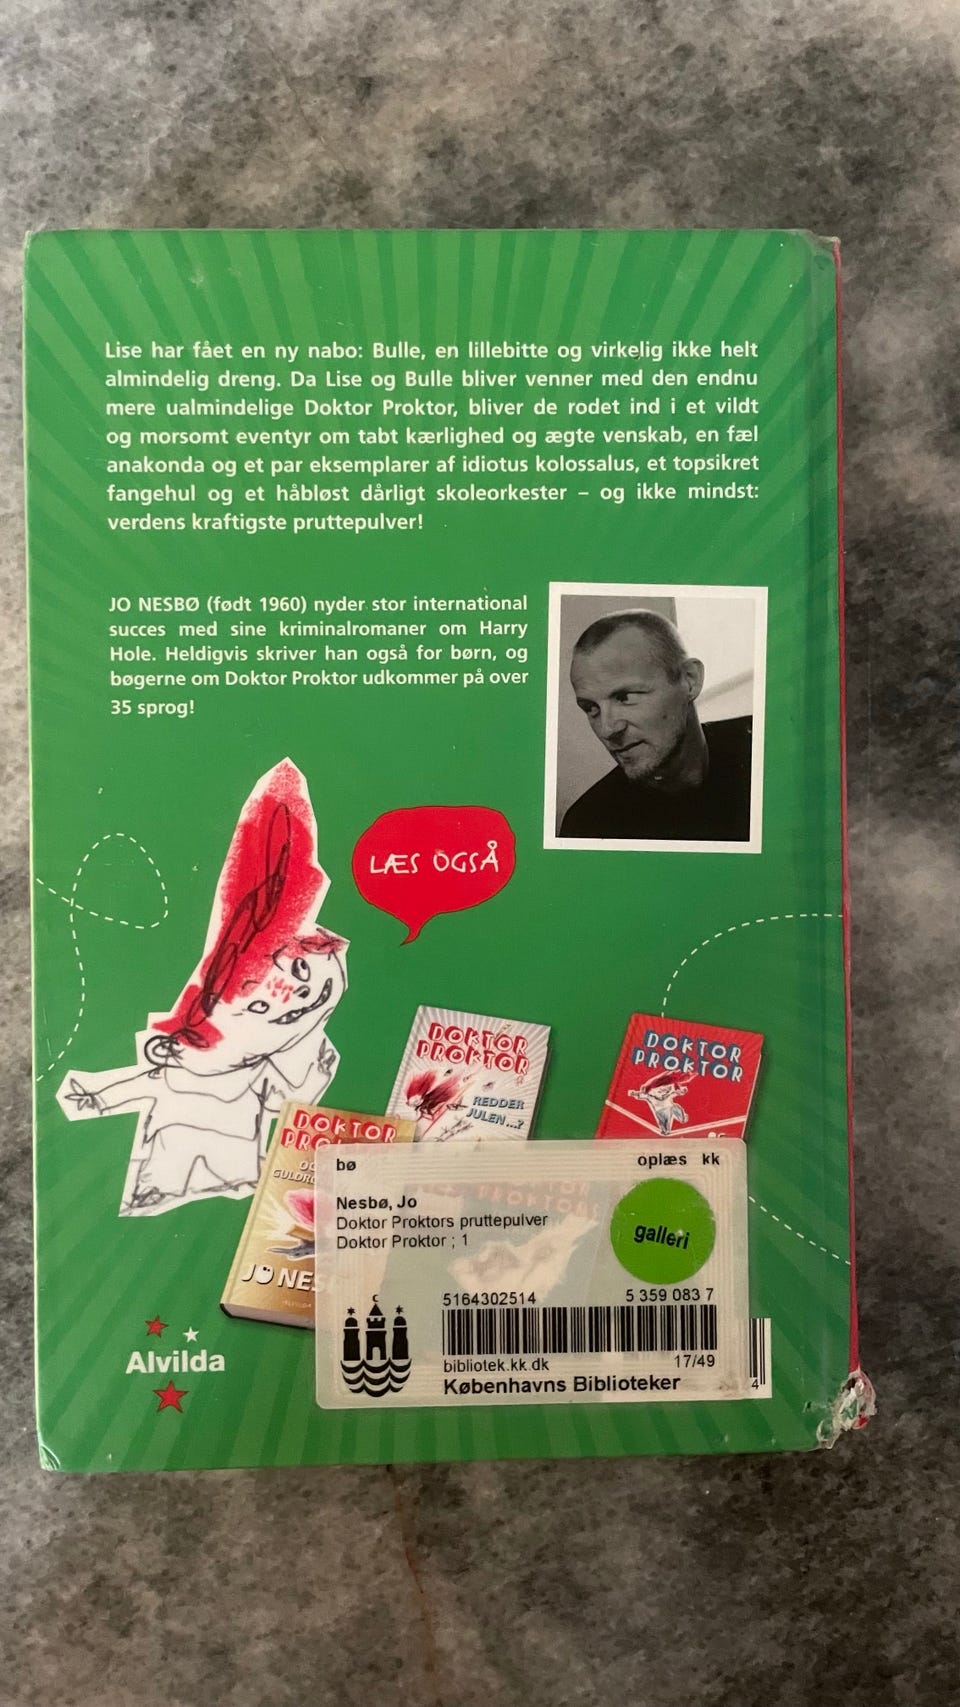 Lise har fået en ny nabo: Bulle, en lillebitte og virkelig ikke helt
almindelig dreng. Da Lise og Bulle bliver venner med den endnu
mere ualmindelige Doktor Proktor, bliver de rodet ind i et vildt
og morsomt eventyr om tabt kærlighed og ægte venskab, en fæl
anakonda og et par eksemplarer af idiotus kolossalus, et topsikret
fangehul og et håbløst dårligt skoleorkester – og ikke mindst:
verdens kraftigste pruttepulver!
JO NESBØ (født 1960) nyder stor international
succes med sine kriminalromaner om Harry
Hole. Heldigvis skriver han også for børn, og
bøgerne om Doktor Proktor udkommer på over
35 sprog!
LÆS OGSÅ
DOKTOR
PROKTOR
REDDER
JULEN...?
DOKTOR
PROKTOR
DOKTOR
JO NES
bø oplæs kk
Nesbø, Jo
Doktor Proktors pruttepulver
Doktor Proktor ; 1
galleri
5164302514 5 359 083 7
bibliotek.kk.dk 17/49
Københavns Biblioteker
4
Alvilda